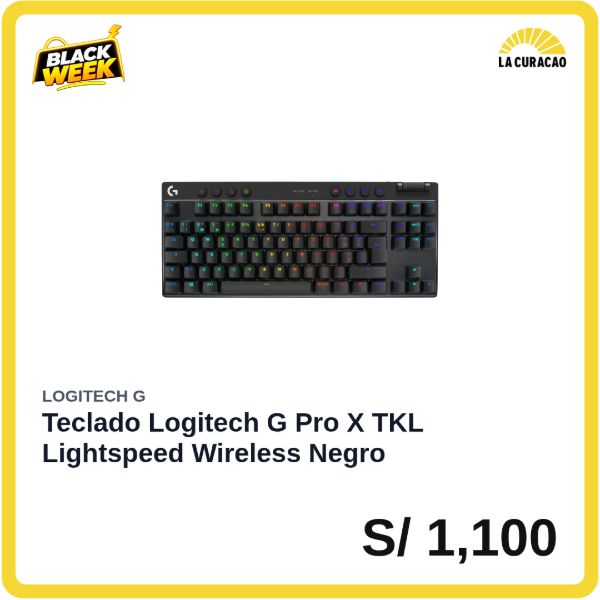 BLACK
WEEK
LA CURACAO
LOGITECH G
Teclado Logitech G Pro X TKL
Lightspeed Wireless Negro
S/ 1,100